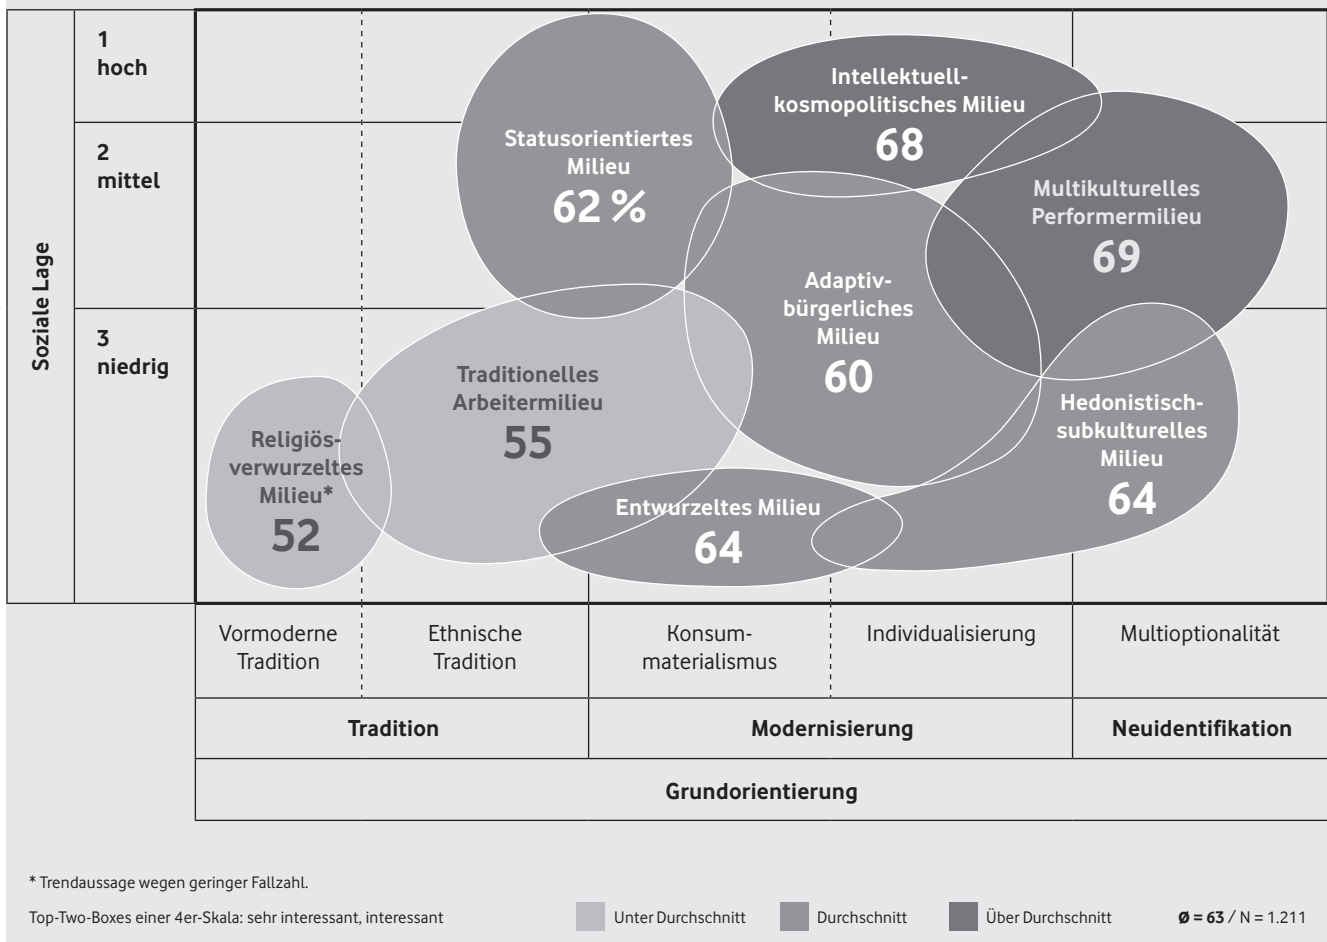 Soziale Lage
1
hoch
2
mittel
3
niedrig
Statusorientiertes
Milieu
62 %
Intellektuell-
kosmopolitisches Milieu
68
Multikulturelles
Performermilieu
69
Adaptiv-
bürgerliches
Milieu
60
Traditionelles
Arbeitermilieu
55
Religiös-
verwurzeltes
Milieu*
52
Entwurzeltes Milieu
64
Hedonistisch-
subkulturelles
Milieu
64
Vormoderne
Tradition
Ethnische
Tradition
Konsum-
materialismus
Individualisierung
Multioptionalität
Tradition
Modernisierung
Neuidentifikation
Grundorientierung
* Trendaussage wegen geringer Fallzahl.
Top-Two-Boxes einer 4er-Skala: sehr interessant, interessant
Unter Durchschnitt
Durchschnitt
Über Durchschnitt
Ø = 63 / N = 1.211